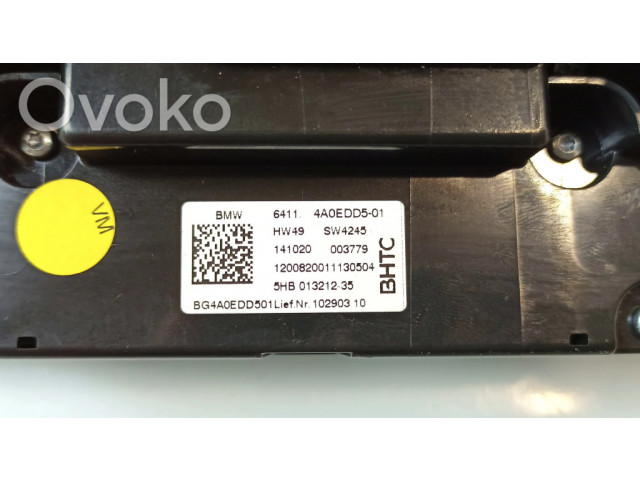 Ovoko
VM
BMW 6411. 4A0EDD5-01
HW49 SW4245
141020 003779
1200820011130504
5HB 013212-35
BG4A0EDD501 Lief.Nr. 102903 10
BHTC